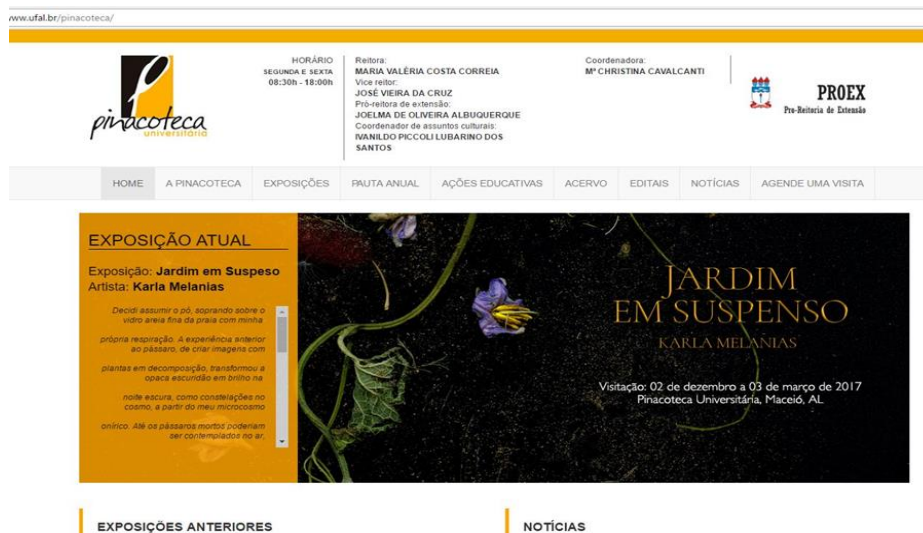 www.ufal.br/pinacoteca/
pinacoteca
universitária
HORÁRIO
SEGUNDA E SEXTA
08:30h - 18:00h
Reitora:
MARIA VALÉRIA COSTA CORREIA
Vice reitor:
JOSÉ VIEIRA DA
CRUZ
Pró-reitora de extensão:
JOELMA DE OLIVEIRA ALBUQUERQUE
Coordenador de assuntos culturais:
IVANILDO PICCOLI LUBARINO DOS
SANTOS
Coordenadora:
Mª CHRISTINA CAVALCANTI
PROEX
Pro-Reitoria de Extensão
HOME
A PINACOTECA
EXPOSIÇÕES
PAUTA ANUAL
AÇÕES EDUCATIVAS
ACERVO
EDITAIS
NOTÍCIAS
AGENDE UMA VISITA
EXPOSIÇÃO ATUAL
Exposição: Jardim em Suspeso
Artista: Karla Melanias
Decidi assumir o pó, soprando sobre o
vidro areia fina da praia com minha
própria respiração. A experiência anterior
ao pássaro, de criar imagens com
plantas em decomposição, transformou a
opaca escuridão em brilho na
noite escura, como constelações no
cosmo, a partir do meu microcosmo
onírico. Até os pássaros mortos poderiam
ser contemplados no ar,
JARDIM
EM SUSPENSO
KARLA MELANIAS
Visitação: 02 de dezembro a 03 de março de 2017
Pinacoteca Universitária, Maceió, AL
EXPOSIÇÕES ANTERIORES
NOTÍCIAS